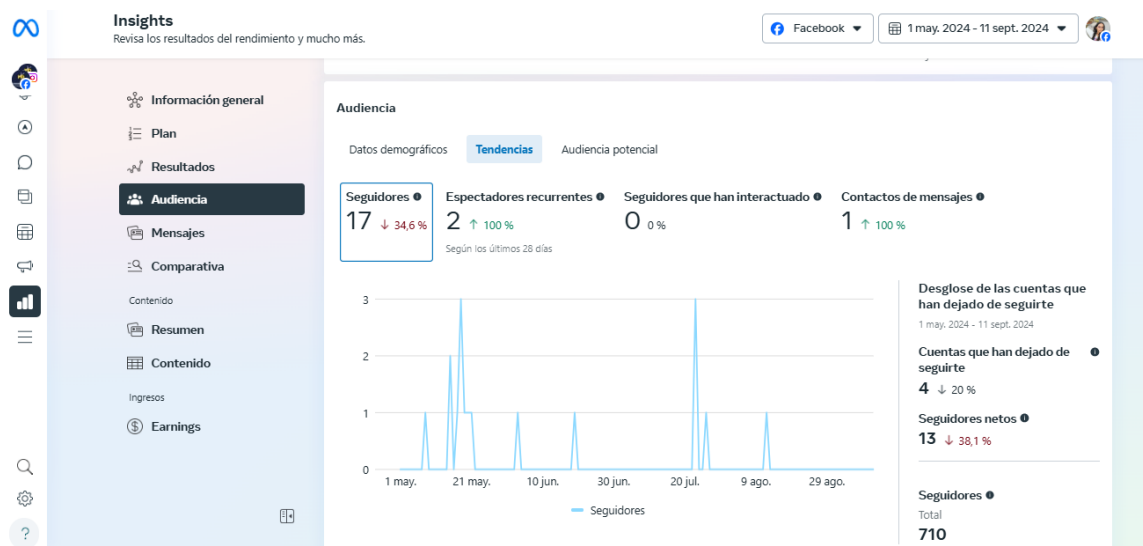 Insights
Revisa los resultados del rendimiento y mucho más.
Facebook
1 may. 2024 - 11 sept. 2024
Información general
Plan
Resultados
Audiencia
Mensajes
Comparativa
Contenido
Resumen
Contenido
Ingresos
Earnings
Audiencia
Datos demográficos
Tendencias
Audiencia potencial
Seguidores
17 ↓ 34,6 %
Espectadores recurrentes
2 ↑ 100 %
Según los últimos 28 días
Seguidores que han interactuado
0 0 %
Contactos de mensajes
1 ↑ 100 %
3
2
1
0
1 may. 21 may. 10 jun. 30 jun. 20 jul. 9 ago. 29 ago.
Seguidores
Desglose de las cuentas que
han dejado de seguirte
1 may. 2024 - 11 sept. 2024
Cuentas que han dejado de
seguirte
4 ↓ 20 %
Seguidores netos
13 ↓ 38,1 %
Seguidores
Total
710